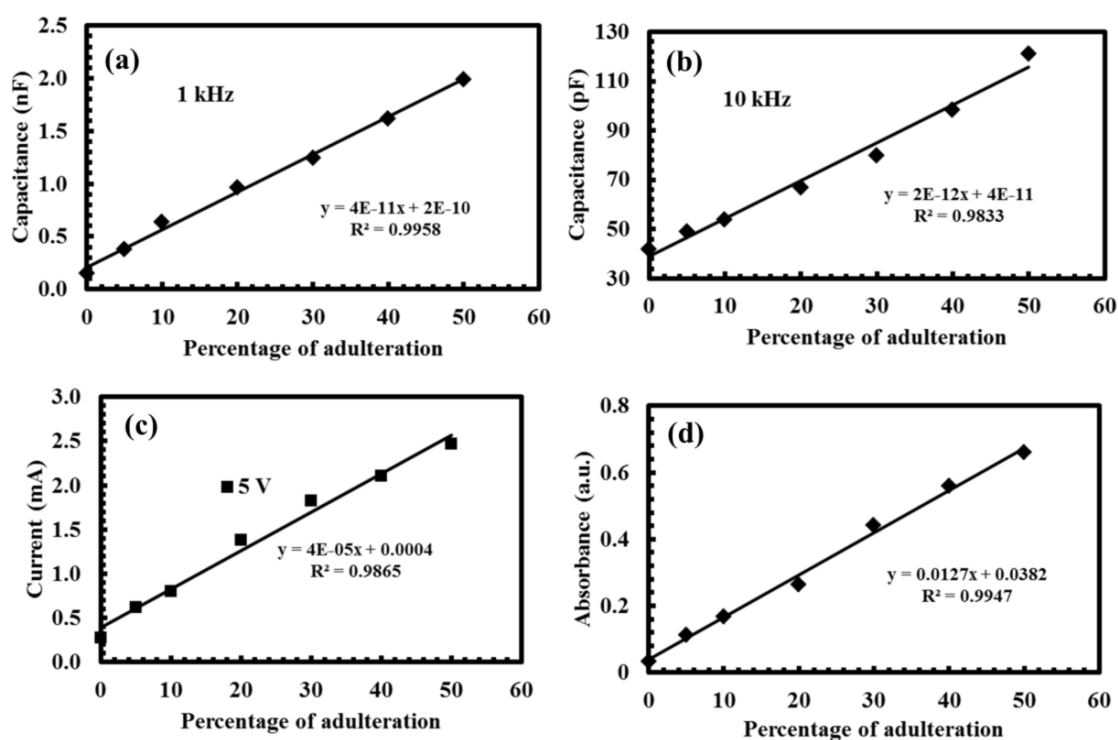 (a)
1 kHz
Capacitance (nF)
2.5
2.0
1.5
1.0
0.5
0.0
y = 4E-11x + 2E-10
R² = 0.9958
0 10 20 30 40 50 60
Percentage of adulteration
(b)
10 kHz
Capacitance (pF)
130
110
90
70
50
30
y = 2E-12x + 4E-11
R² = 0.9833
0 10 20 30 40 50 60
Percentage of adulteration
(c)
5 V
Current (mA)
3.0
2.5
2.0
1.5
1.0
0.5
0.0
y = 4E-05x + 0.0004
R² = 0.9865
0 10 20 30 40 50 60
Percentage of adulteration
(d)
Absorbance (a.u.)
0.8
0.6
0.4
0.2
0
y = 0.0127x + 0.0382
R² = 0.9947
0 10 20 30 40 50 60
Percentage of adulteration